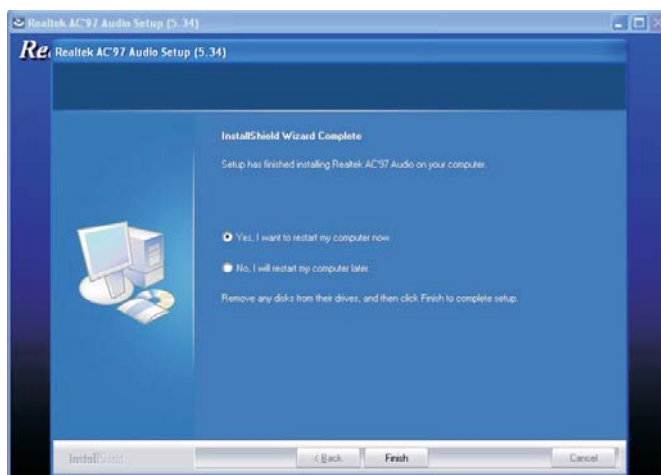 Realtek AC'97 Audio Setup (5.34)
Realtek AC'97 Audio Setup (5.34)
InstallShield Wizard Complete
Setup has finished installing Realtek AC'97 Audio on your computer.
Yes, I want to restart my computer now.
No, I will restart my computer later.
Remove any disks from their drives, and then click Finish to complete setup.
InstallShield
< Back
Finish
Cancel